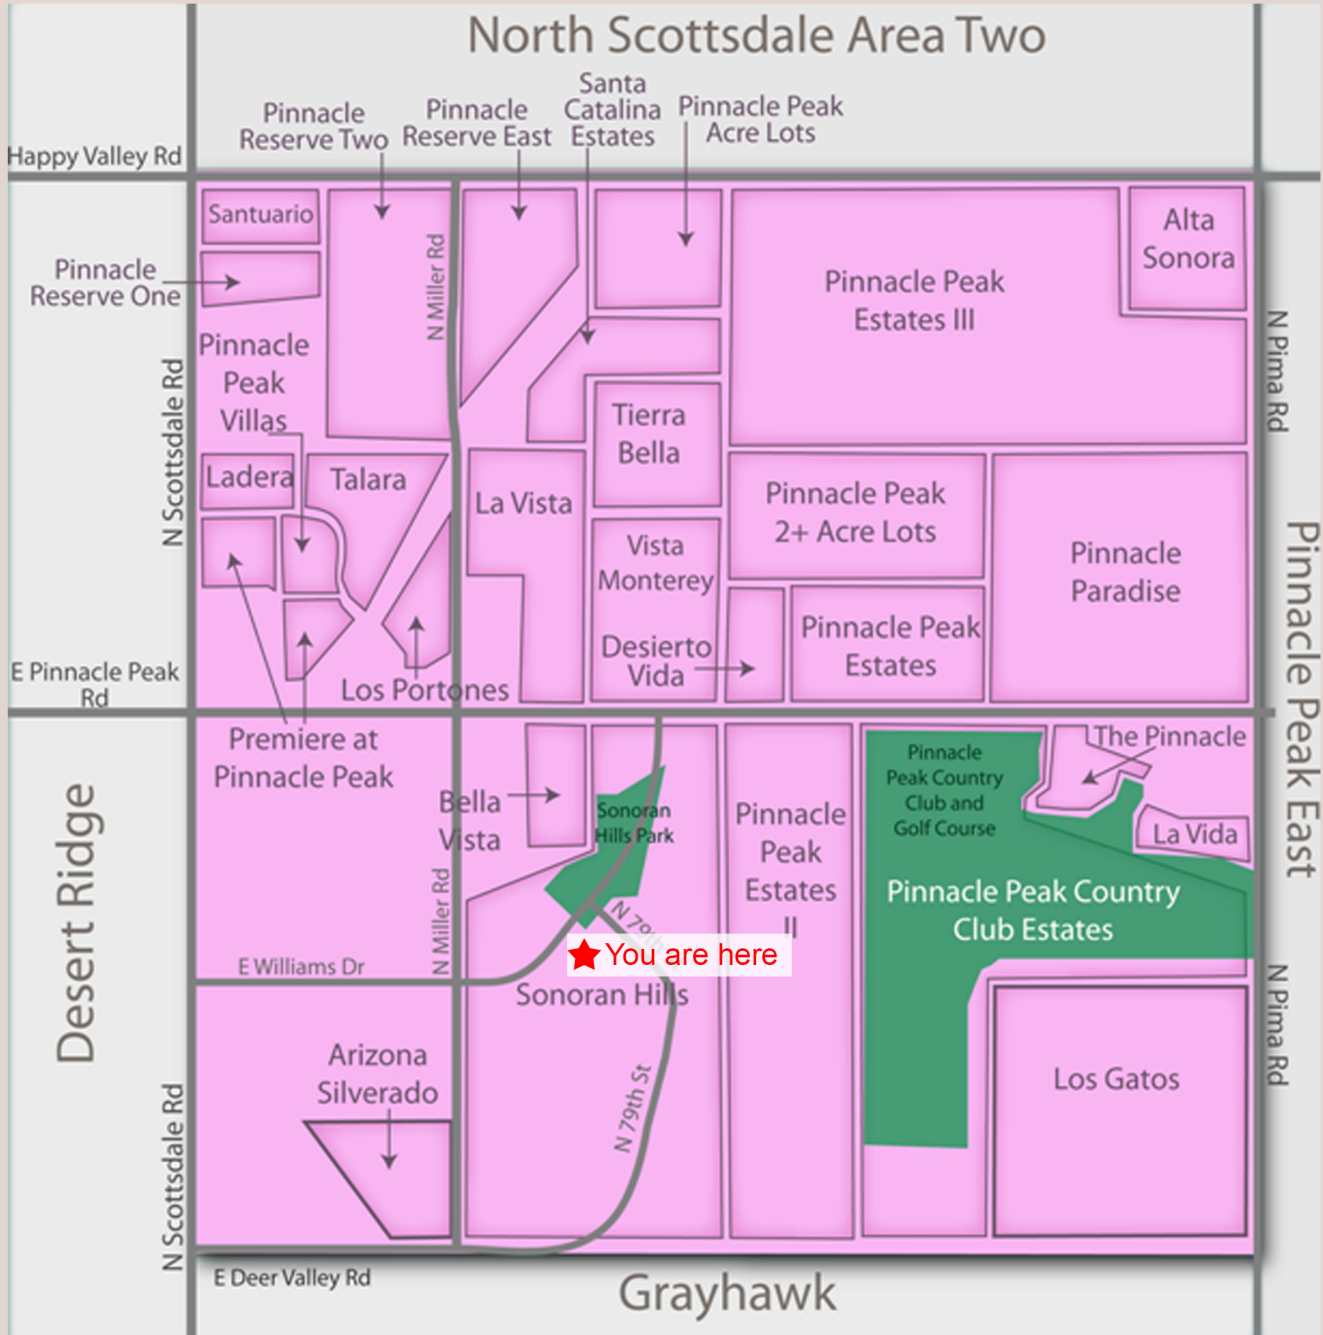 North Scottsdale Area Two
Santa
Catalina
Estates
Pinnacle
Reserve Two
Pinnacle
Reserve East
Pinnacle Peak
Acre Lots
Happy Valley Rd
Santuario
Alta
Sonora
Pinnacle
Reserve One
N Miller Rd
Pinnacle Peak
Estates III
N Pima Rd
Pinnacle
Peak
Villas
N Scottsdale Rd
Tierra
Bella
Ladera
Talara
La Vista
Pinnacle Peak
2+ Acre Lots
Vista
Monterey
Pinnacle
Paradise
Pinnacle Peak East
Desierto
Vida
Pinnacle Peak
Estates
E Pinnacle Peak
Rd
Los Portones
Premiere at
Pinnacle Peak
Bella
Vista
Sonoran
Hills Park
Pinnacle
Peak
Estates
II
Pinnacle
Peak Country
Club and
Golf Course
The Pinnacle
La Vida
Pinnacle Peak Country
Club Estates
Desert Ridge
N Miller Rd
N 79th
You are here
E Williams Dr
Sonoran Hills
N Pima Rd
Arizona
Silverado
N 79th St
Los Gatos
N Scottsdale Rd
E Deer Valley Rd
Grayhawk